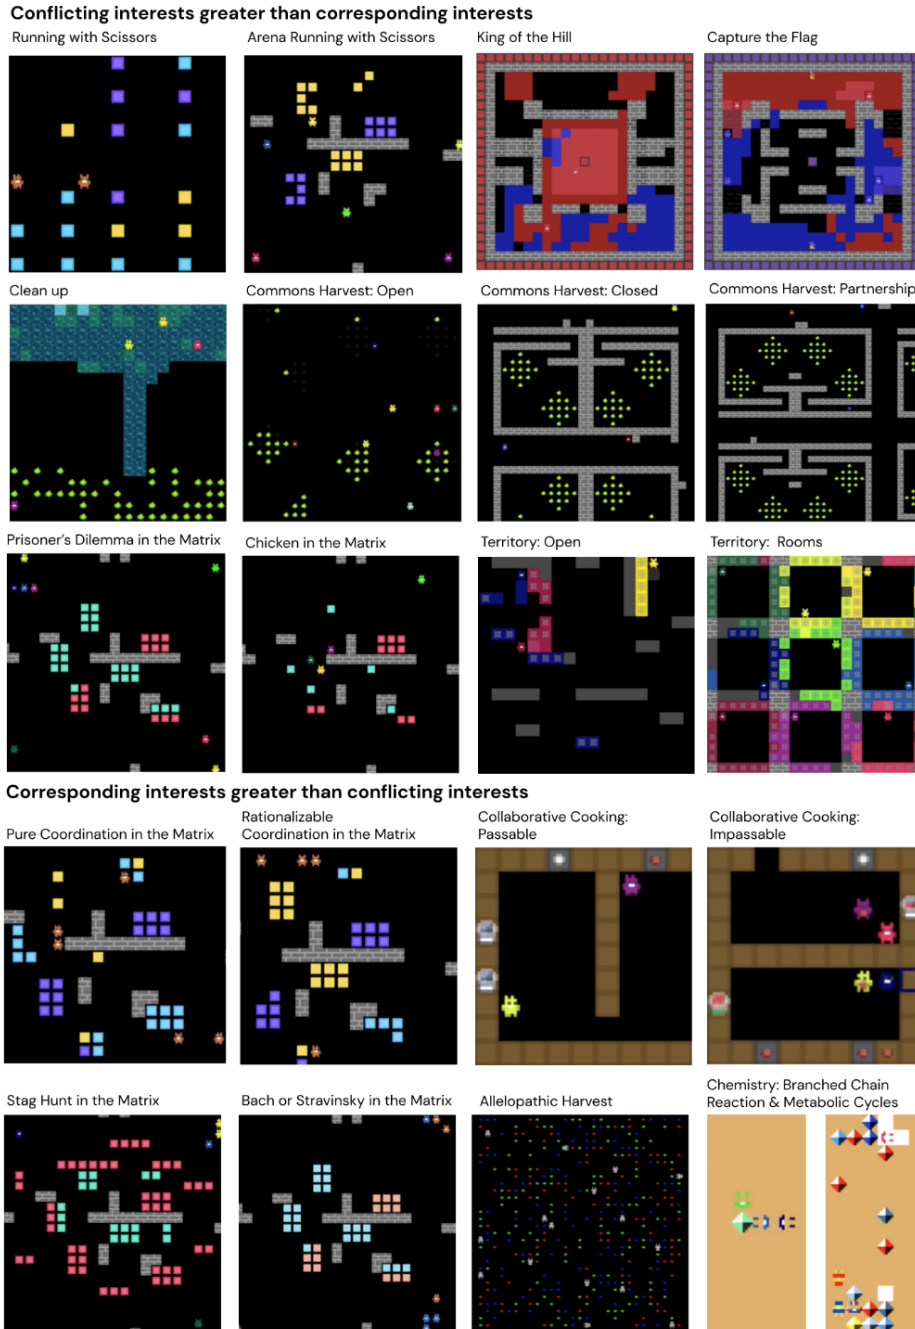 Conflicting interests greater than corresponding interests
Running with Scissors
Arena Running with Scissors
King of the Hill
Capture the Flag
Clean up
Commons Harvest: Open
Commons Harvest: Closed
Commons Harvest: Partnership
Prisoner's Dilemma in the Matrix
Chicken in the Matrix
Territory: Open
Territory: Rooms
Corresponding interests greater than conflicting interests
Pure Coordination in the Matrix
Rationalizable
Coordination in the Matrix
Collaborative Cooking:
Passable
Collaborative Cooking:
Impassable
Stag Hunt in the Matrix
Bach or Stravinsky in the Matrix
Allelopathic Harvest
Chemistry: Branched Chain
Reaction & Metabolic Cycles